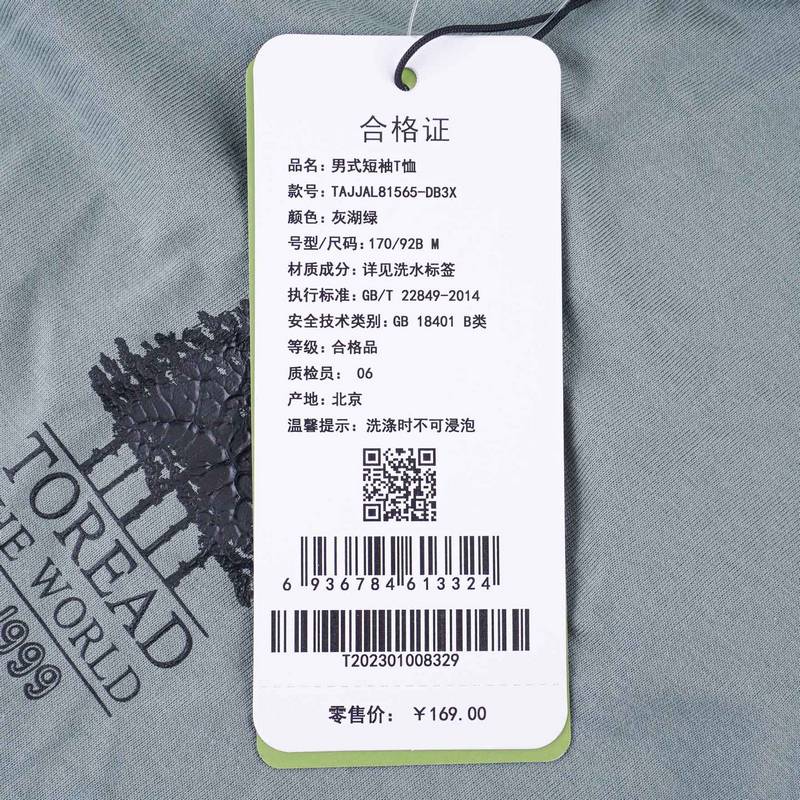 合格证
品名: 男式短袖T恤
款号: TAJJAL81565-DB3X
颜色: 灰湖绿
号型/尺码: 170/92B M
材质成分: 详见洗水标签
执行标准: GB/T 22849-2014
安全技术类别: GB 18401 B类
等级: 合格品
质检员: 06
产地: 北京
温馨提示: 洗涤时不可浸泡
6 936784 613324
T202301008329
零售价: ¥169.00
TOREAD
THE WORLD
1999